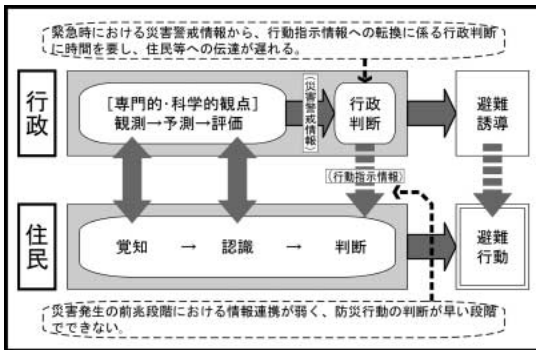 緊急時における災害警戒情報から、行動指示情報への転換に係る行政判断
に時間を要し、住民等への伝達が遅れる。
行政
[専門的・科学的観点]
観測→予測→評価
(災害警戒情報)
行政
判断
避難
誘導
(行動指示情報)
住民
覚知 → 認識 → 判断
避難
行動
災害発生の前兆段階における情報連携が弱く、防災行動の判断が早い段階
でできない。